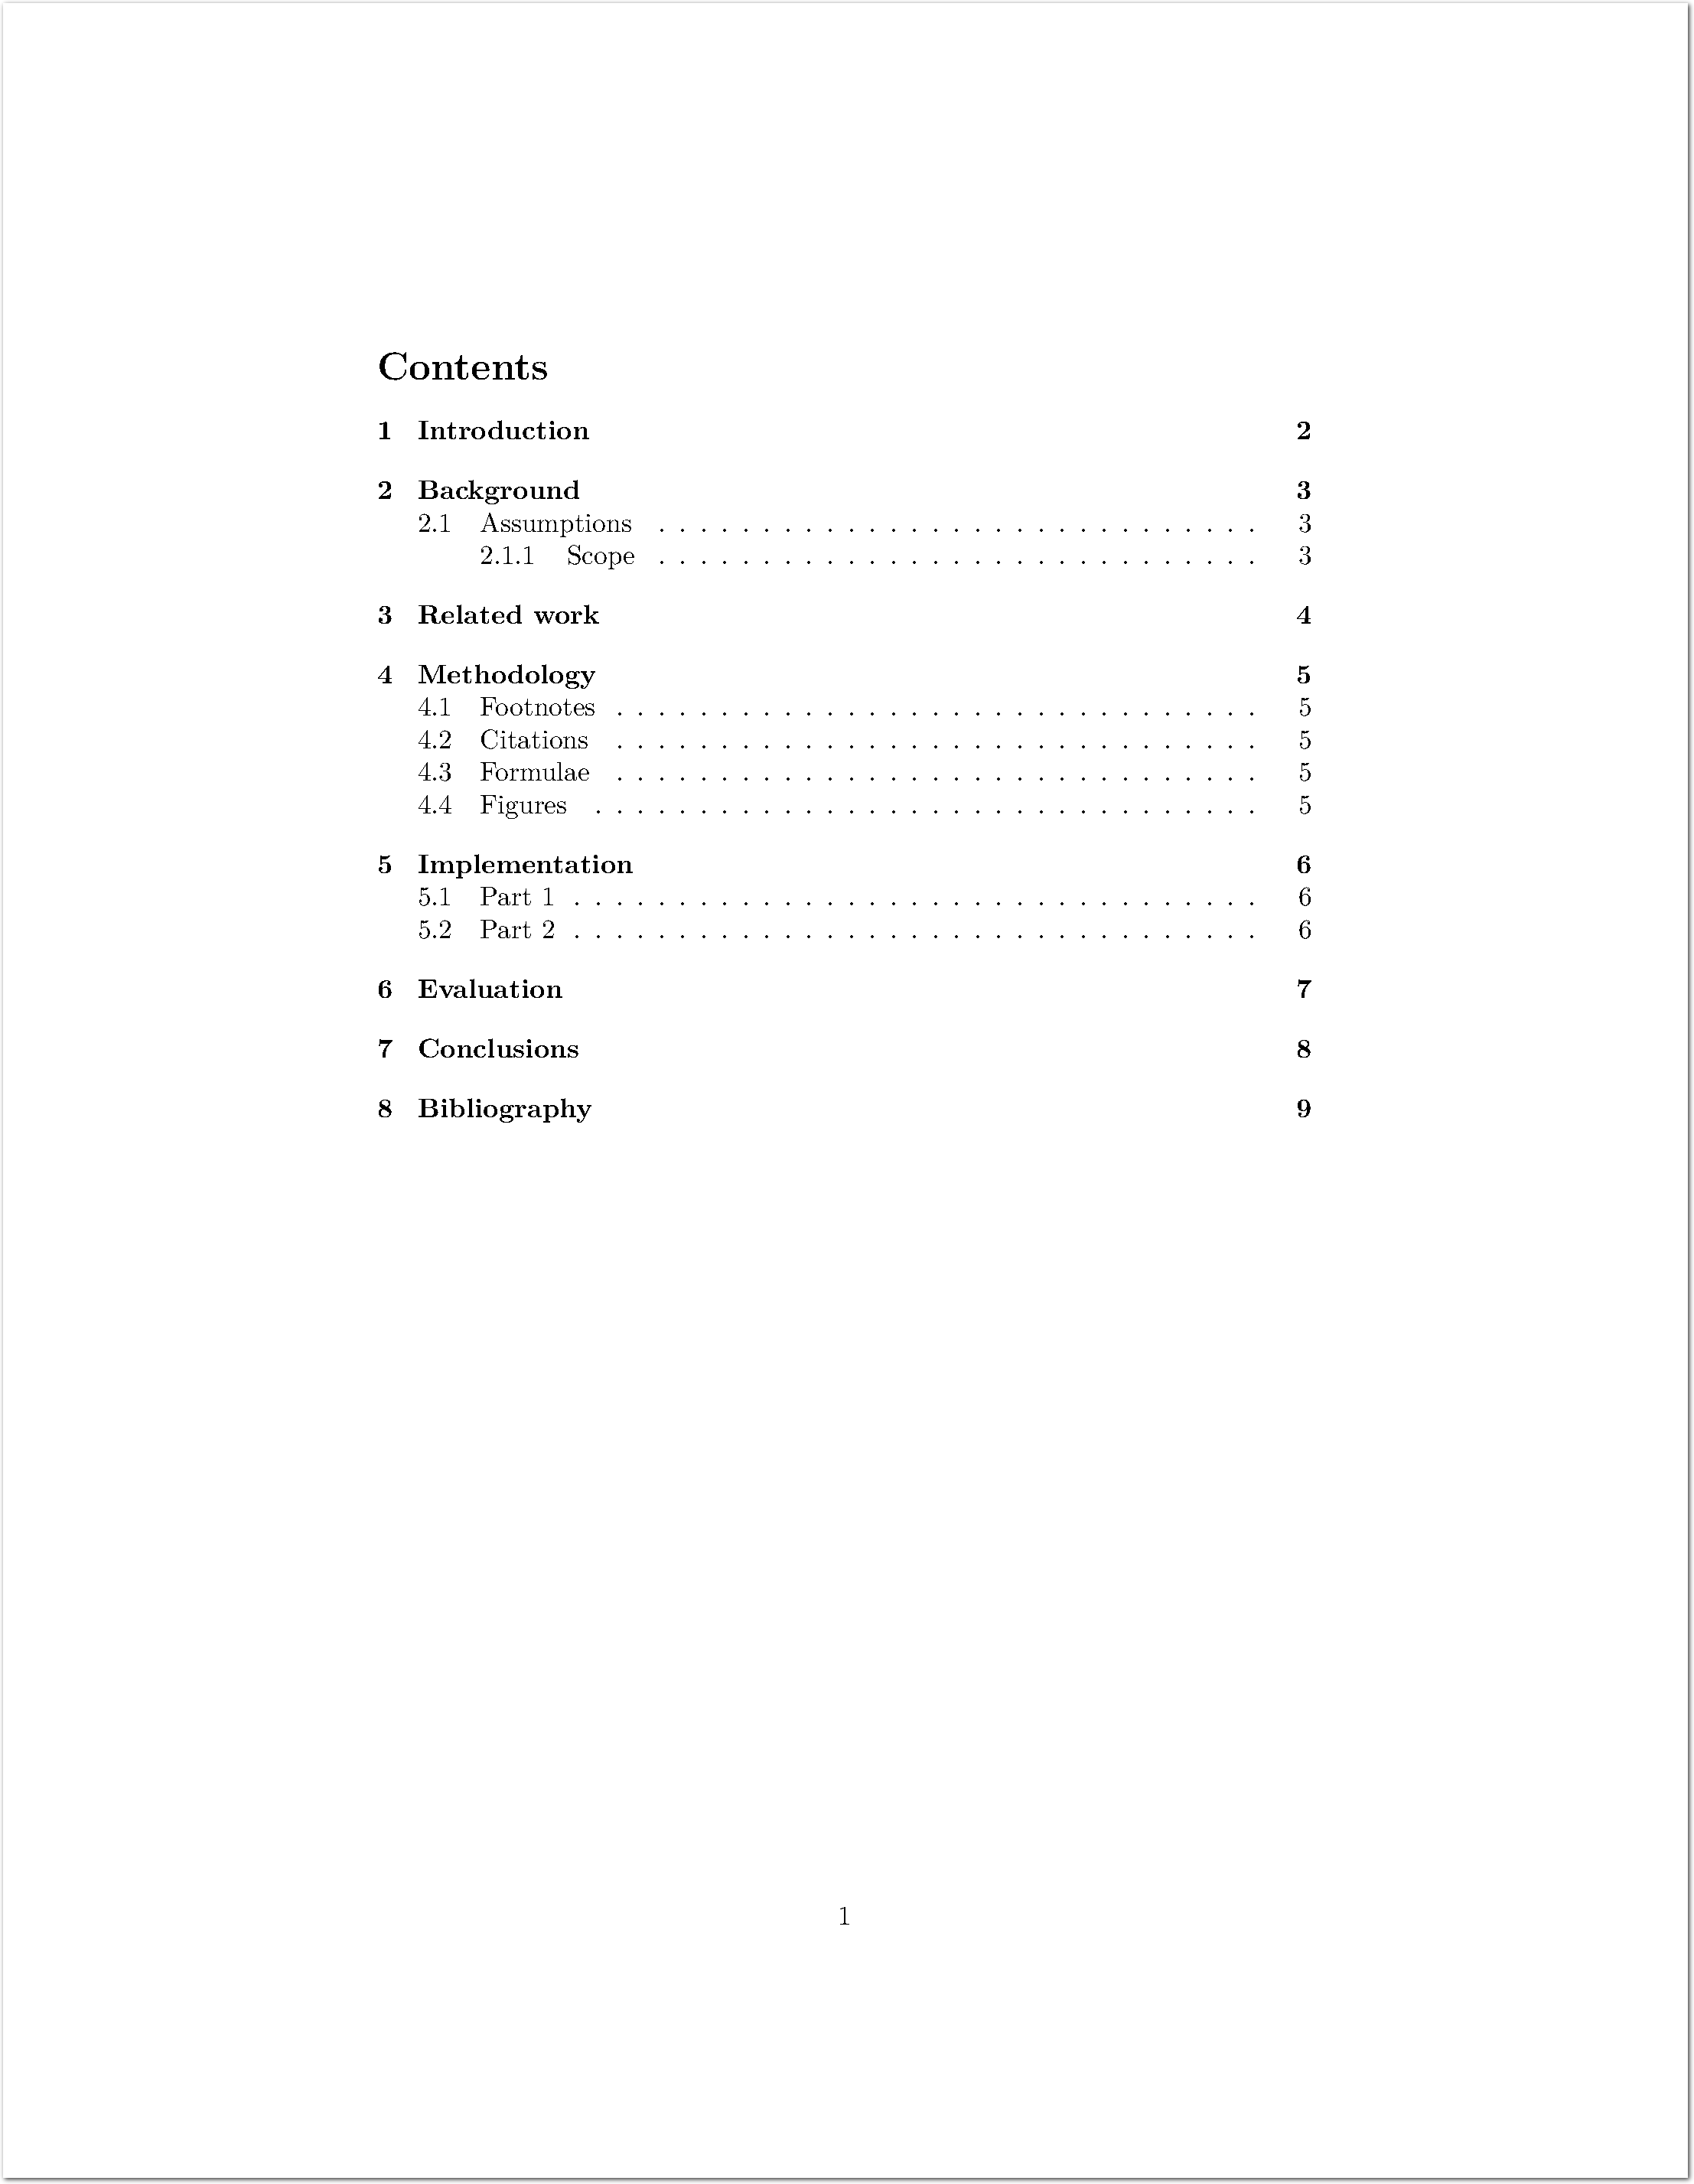 Contents
1 Introduction 2
2 Background 3
2.1 Assumptions . . . . . . . . . . . . . . . . . . . . . . . . . . . . . 3
2.1.1 Scope . . . . . . . . . . . . . . . . . . . . . . . . . . . . . 3
3 Related work 4
4 Methodology 5
4.1 Footnotes . . . . . . . . . . . . . . . . . . . . . . . . . . . . . . . 5
4.2 Citations . . . . . . . . . . . . . . . . . . . . . . . . . . . . . . . 5
4.3 Formulae . . . . . . . . . . . . . . . . . . . . . . . . . . . . . . . 5
4.4 Figures . . . . . . . . . . . . . . . . . . . . . . . . . . . . . . . . 5
5 Implementation 6
5.1 Part 1 . . . . . . . . . . . . . . . . . . . . . . . . . . . . . . . . . 6
5.2 Part 2 . . . . . . . . . . . . . . . . . . . . . . . . . . . . . . . . . 6
6 Evaluation 7
7 Conclusions 8
8 Bibliography 9
1